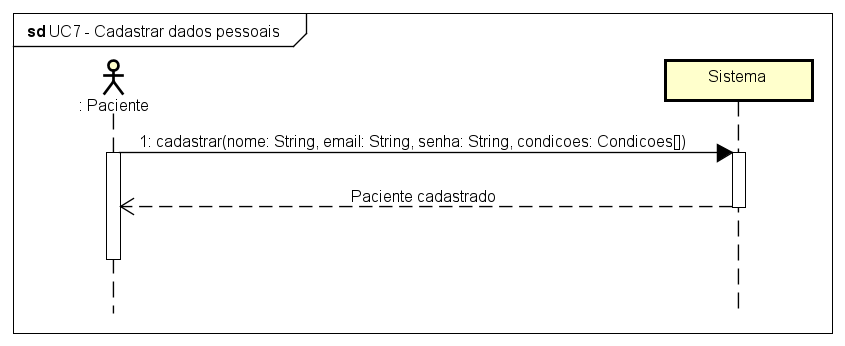 sd UC7 - Cadastrar dados pessoais
: Paciente
Sistema
1: cadastrar(nome: String, email: String, senha: String, condicoes: Condicoes[])
Paciente cadastrado